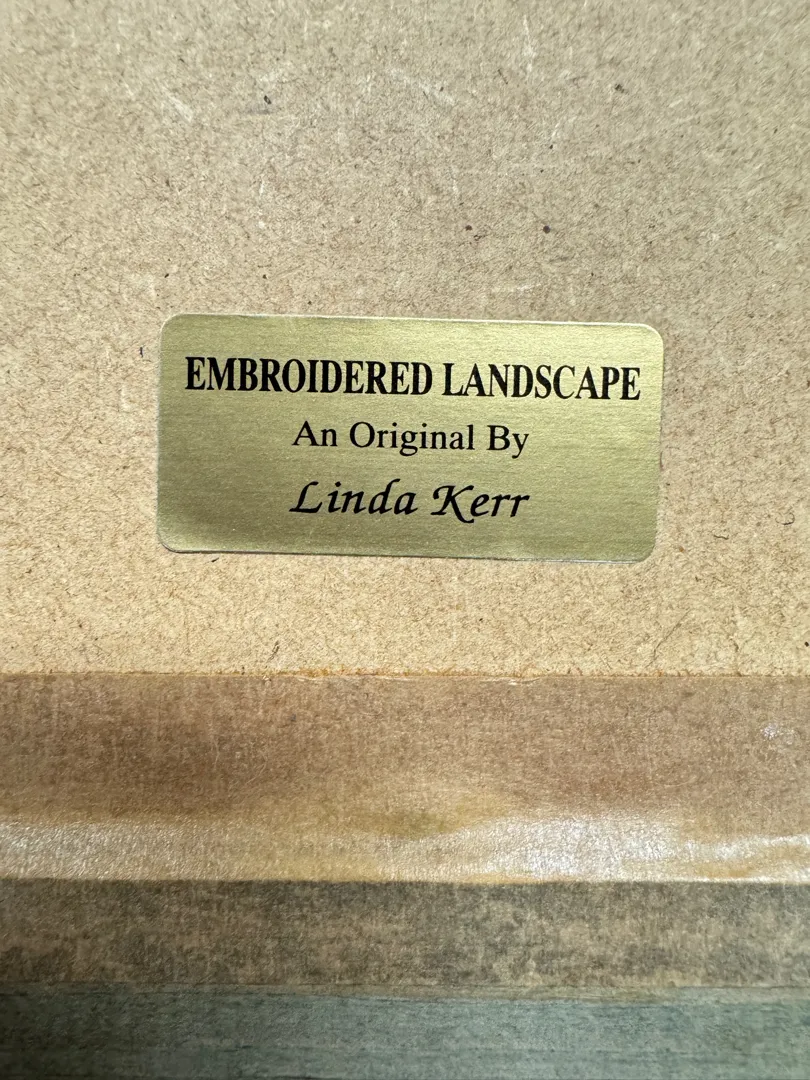 EMBROIDERED LANDSCAPE
An Original By
Linda Kerr